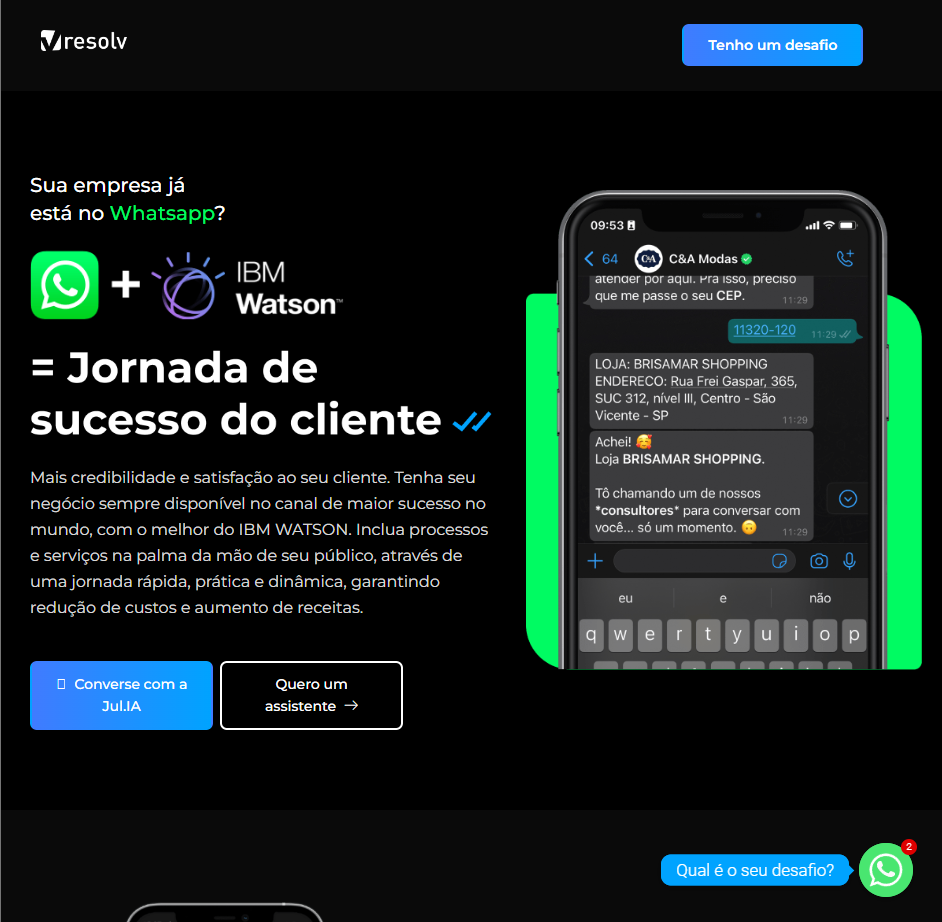 resolv
Tenho um desafio
Sua empresa já
está no Whatsapp?
+ IBM
Watson™
= Jornada de
sucesso do cliente
Mais credibilidade e satisfação ao seu cliente. Tenha seu
negócio sempre disponível no canal de maior sucesso no
mundo, com o melhor do IBM WATSON. Inclua processos
e serviços na palma da mão de seu público, através de
uma jornada rápida, prática e dinâmica, garantindo
redução de custos e aumento de receitas.
Converse com a
Jul.IA
Quero um
assistente →
09:53
64 C&A C&A Modas
atender por aqui. Pra isso, preciso
que me passe o seu CEP.
11:29
11320-120 11:29
LOJA: BRISAMAR SHOPPING
ENDERECO: Rua Frei Gaspar, 365,
SUC 312, nível III, Centro - São
Vicente - SP
11:29
Achei! 🥰
Loja BRISAMAR SHOPPING.
Tô chamando um de nossos
*consultores* para conversar com
você... só um momento. 🙃
11:29
eu e não
q w e r t y u i o p
Qual é o seu desafio?
2